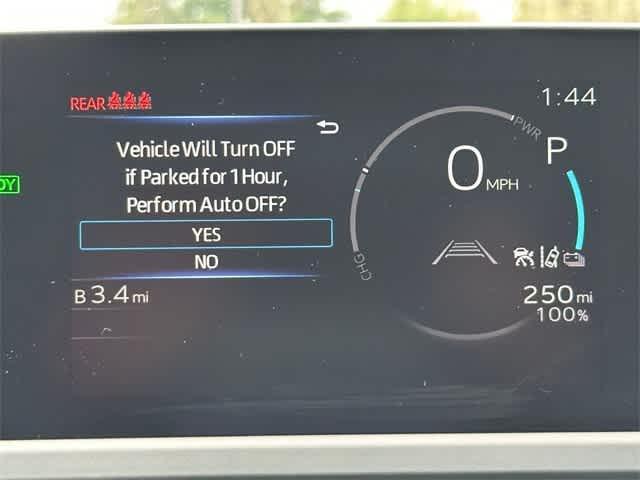 REAR
1:44
PWR
Vehicle Will Turn OFF
if Parked for 1 Hour,
Perform Auto OFF?
YES
NO
0 MPH
P
CHG
B 3.4 mi
250 mi
100%